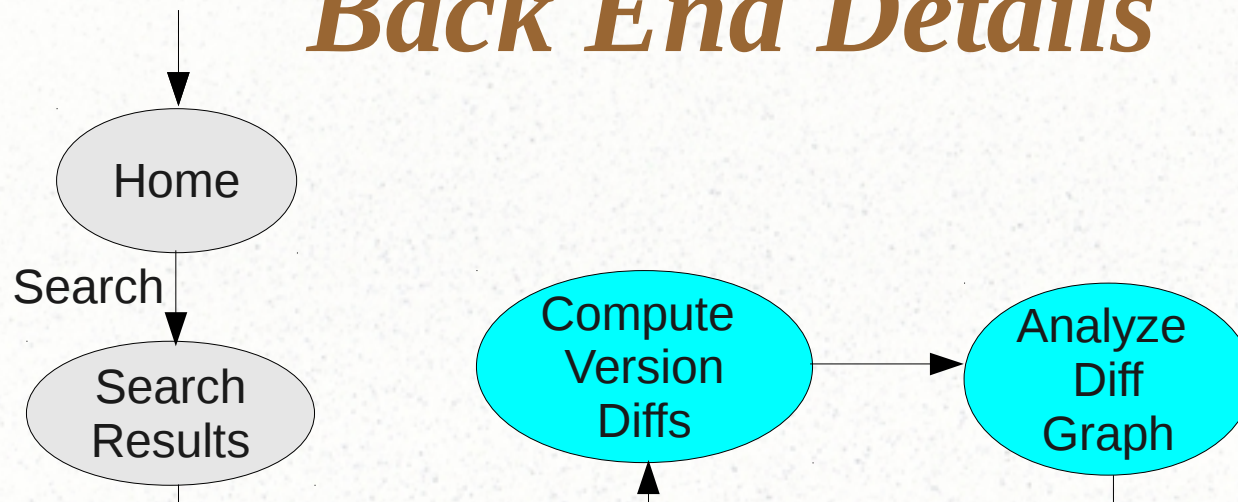 Back End Details
Home
Search
Search
Results
Compute
Version
Diffs
Analyze
Diff
Graph